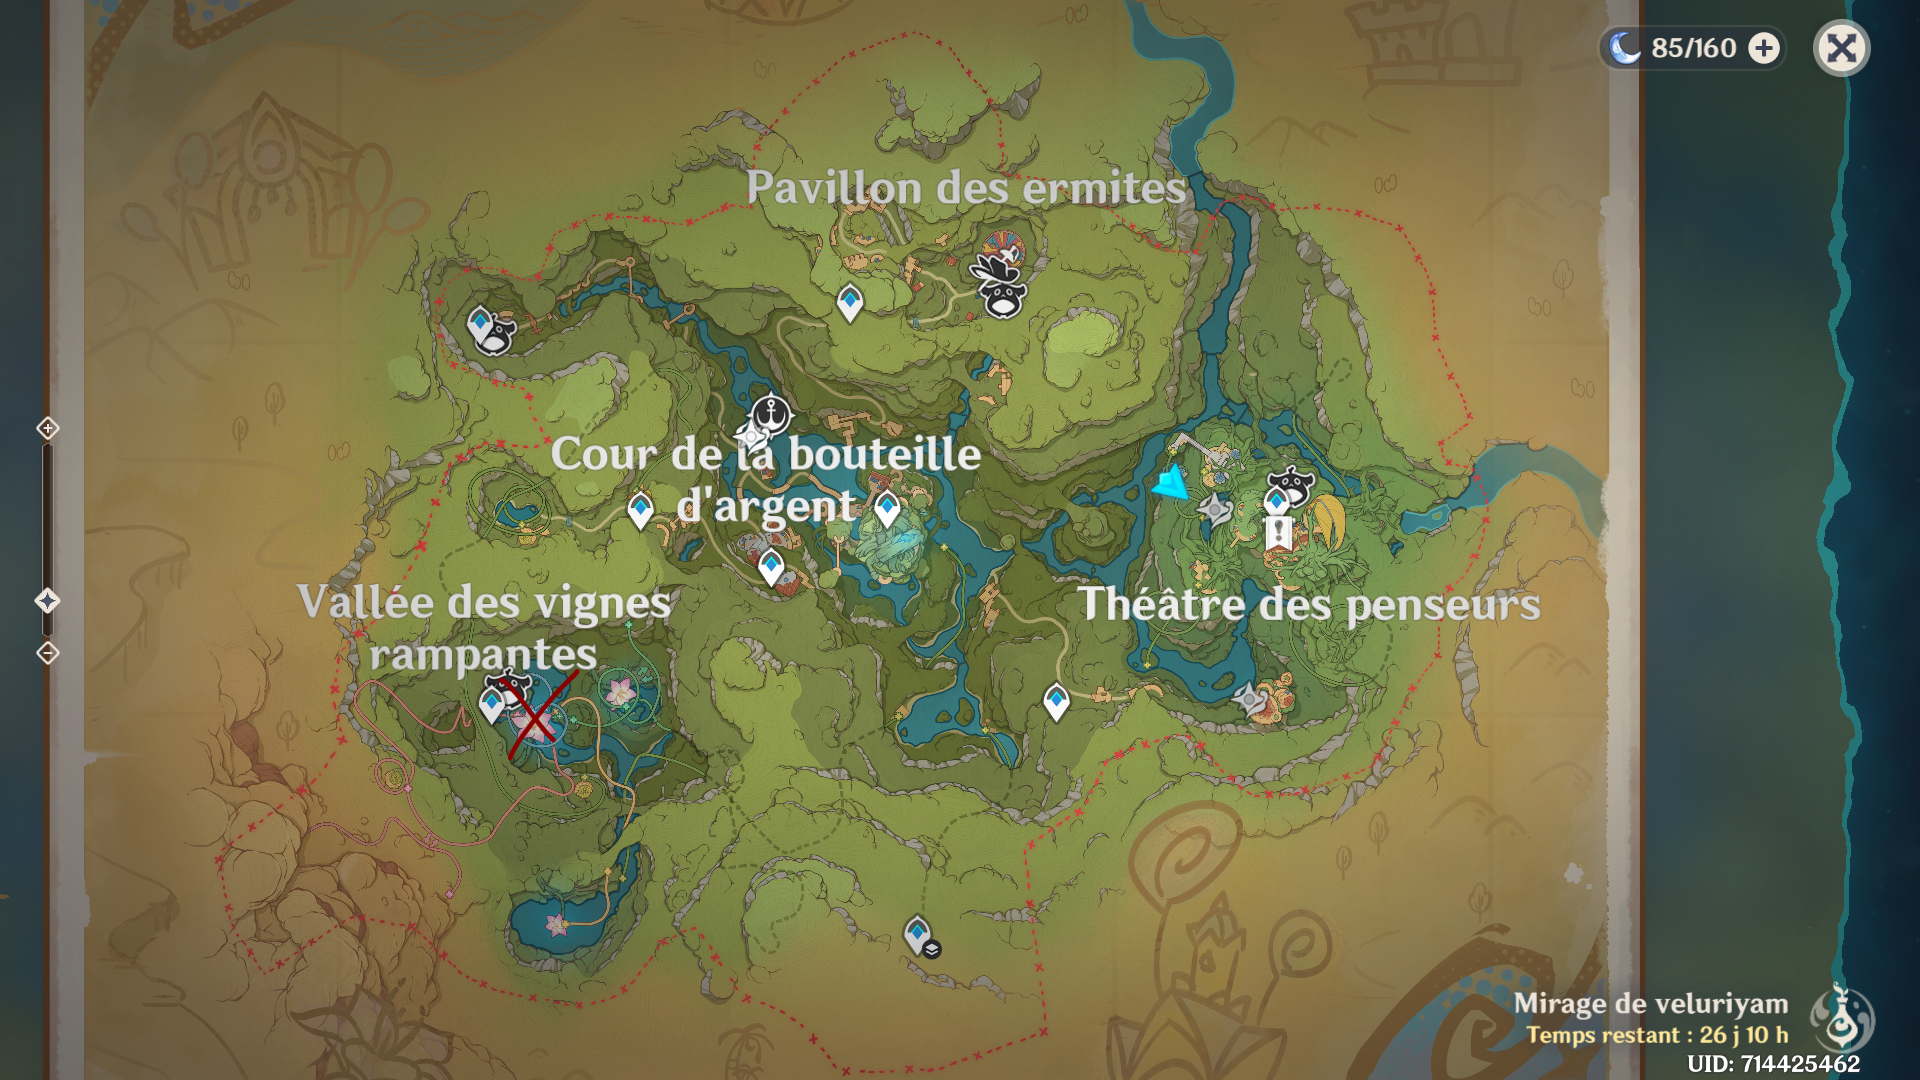 85/160
Pavillon des ermites
Cour de la bouteille
d'argent
Vallée des vignes
rampantes
Théâtre des penseurs
Mirage de veluriyam
Temps restant : 26 j 10 h
UID: 714425462